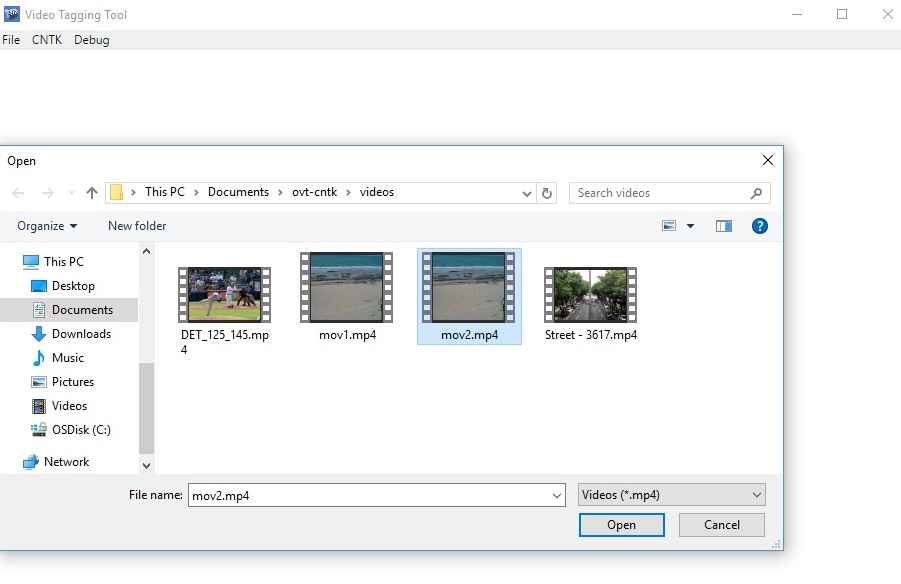 Video Tagging Tool
File CNTK Debug
Open
This PC Documents ovt-cntk videos
Search videos
Organize New folder
This PC
Desktop
Documents
Downloads
Music
Pictures
Videos
OSDisk (C:)
Network
DET_125_145.mp
4
mov1.mp4
mov2.mp4
Street - 3617.mp4
File name: mov2.mp4
Videos (*.mp4)
Open Cancel